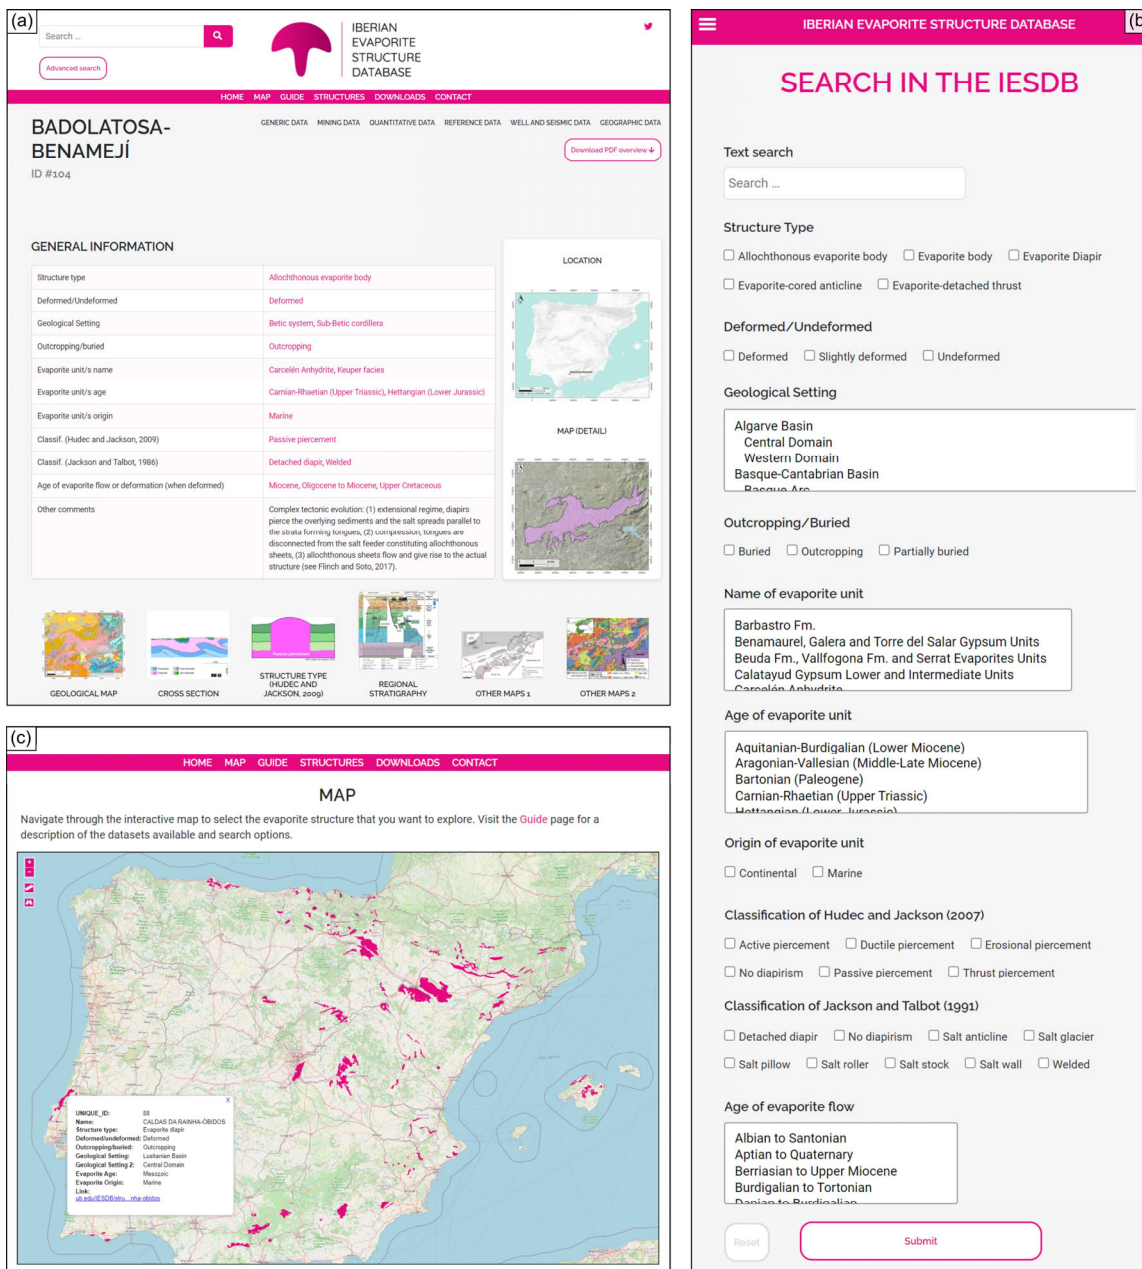 (a)
Search ...
Advanced search
IBERIAN
EVAPORITE
STRUCTURE
DATABASE
HOME MAP GUIDE STRUCTURES DOWNLOADS CONTACT
BADOLATOSA-
BENAMEJÍ
ID #104
GENERIC DATA MINING DATA QUANTITATIVE DATA REFERENCE DATA WELL AND SEISMIC DATA GEOGRAPHIC DATA
Download PDF overview
GENERAL INFORMATION
Structure type Allochthonous evaporite body
Deformed/Undeformed Deformed
Geological Setting Betic system, Sub-Betic cordillera
Outcropping/buried Outcropping
Evaporite unit/s name Carcelén Anhydrite, Keuper facies
Evaporite unit/s age Carnian-Rhaetian (Upper Triassic), Hettangian (Lower Jurassic)
Evaporite unit/s origin Marine
Classif. (Hudec and Jackson, 2009) Passive piercement
Classif. (Jackson and Talbot, 1986) Detached diapir, Welded
Age of evaporite flow or deformation (when deformed) Miocene, Oligocene to Miocene, Upper Cretaceous
Other comments Complex tectonic evolution: (1) extensional regime, diapirs
pierce the overlying sediments and the salt spreads parallel to
the strata forming tongues, (2) compression, tongues are
disconnected from the salt feeder constituting allochthonous
sheets, (3) allochthonous sheets flow and give rise to the actual
structure (see Flinch and Soto, 2017).
LOCATION
MAP (DETAIL)
Passive piercement
GEOLOGICAL MAP
CROSS SECTION
STRUCTURE TYPE
(HUDEC AND
JACKSON, 2009)
REGIONAL
STRATIGRAPHY
OTHER MAPS 1
OTHER MAPS 2
(b
IBERIAN EVAPORITE STRUCTURE DATABASE
SEARCH IN THE IESDB
Text search
Search ...
Structure Type
Allochthonous evaporite body Evaporite body Evaporite Diapir
Evaporite-cored anticline Evaporite-detached thrust
Deformed/Undeformed
Deformed Slightly deformed Undeformed
Geological Setting
Algarve Basin
Central Domain
Western Domain
Basque-Cantabrian Basin
Basque Arc
Outcropping/Buried
Buried Outcropping Partially buried
Name of evaporite unit
Barbastro Fm.
Benamaurel, Galera and Torre del Salar Gypsum Units
Beuda Fm., Vallfogona Fm. and Serrat Evaporites Units
Calatayud Gypsum Lower and Intermediate Units
Carcelén Anhydrite
Age of evaporite unit
Aquitanian-Burdigalian (Lower Miocene)
Aragonian-Vallesian (Middle-Late Miocene)
Bartonian (Paleogene)
Carnian-Rhaetian (Upper Triassic)
Hettangian (Lower Jurassic)
Origin of evaporite unit
Continental Marine
Classification of Hudec and Jackson (2007)
Active piercement Ductile piercement Erosional piercement
No diapirism Passive piercement Thrust piercement
Classification of Jackson and Talbot (1991)
Detached diapir No diapirism Salt anticline Salt glacier
Salt pillow Salt roller Salt stock Salt wall Welded
Age of evaporite flow
Albian to Santonian
Aptian to Quaternary
Berriasian to Upper Miocene
Burdigalian to Tortonian
Danian to Burdigalian
Reset
Submit
(c)
HOME MAP GUIDE STRUCTURES DOWNLOADS CONTACT
MAP
Navigate through the interactive map to select the evaporite structure that you want to explore. Visit the Guide page for a
description of the datasets available and search options.
X
UNIQUE_ID: 88
Name: CALDAS DA RAINHA-ÓBIDOS
Structure type: Evaporite diapir
Deformed/undeformed: Deformed
Outcropping/buried: Outcropping
Geological Setting: Lusitanian Basin
Geological Setting 2: Central Domain
Evaporite Age: Mesozoic
Evaporite Origin: Marine
Link:
ub.edu/IESDB/stru...nha-obidos